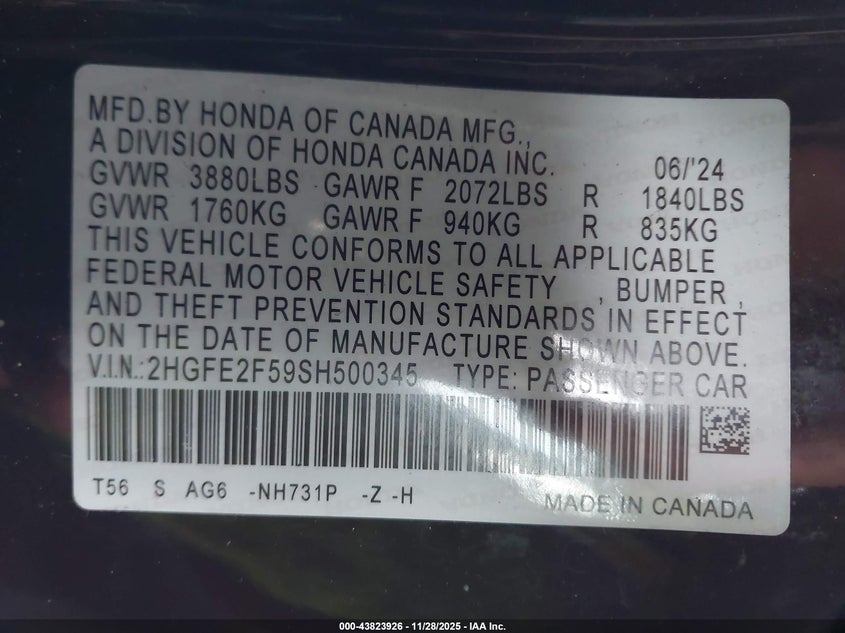 MFD.BY HONDA OF CANADA MFG.,
A DIVISION OF HONDA CANADA INC. 06/'24
GVWR 3880LBS GAWR F 2072LBS R 1840LBS
GVWR 1760KG GAWR F 940KG R 835KG
THIS VEHICLE CONFORMS TO ALL APPLICABLE
FEDERAL MOTOR VEHICLE SAFETY , BUMPER ,
AND THEFT PREVENTION STANDARDS IN EFFECT
ON THE DATE OF MANUFACTURE SHOWN ABOVE.
V.I.N.: 2HGFE2F59SH500345 TYPE: PASSENGER CAR
T56 S AG6 -NH731P -Z -H MADE IN CANADA
000-43823926 - 11/28/2025 - IAA Inc.